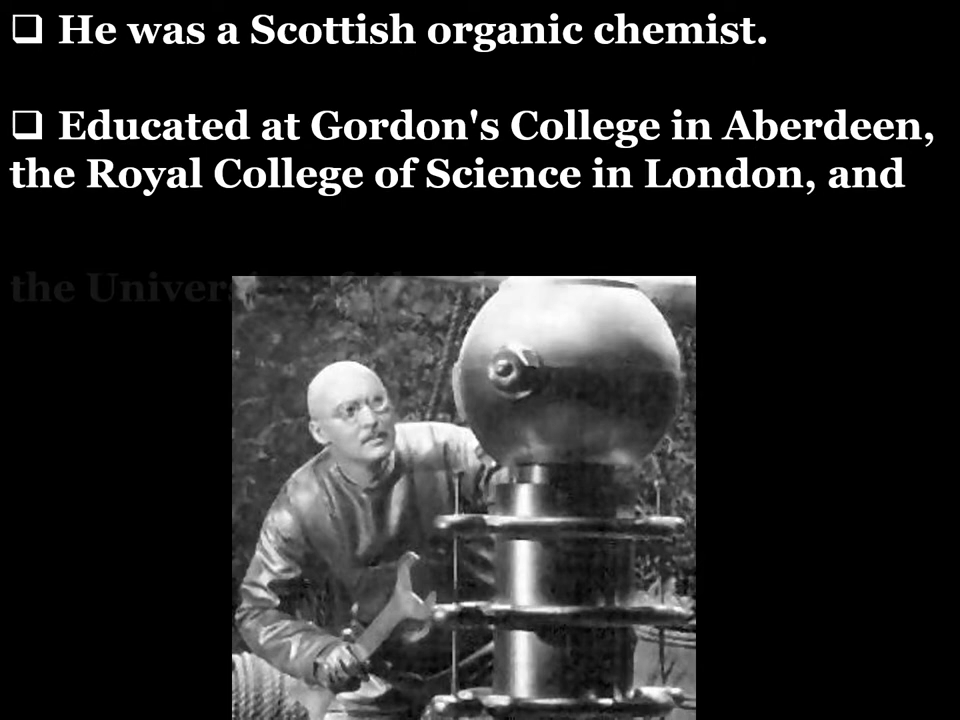 ❑ He was a Scottish organic chemist.
❑ Educated at Gordon's College in Aberdeen,
the Royal College of Science in London, and
the